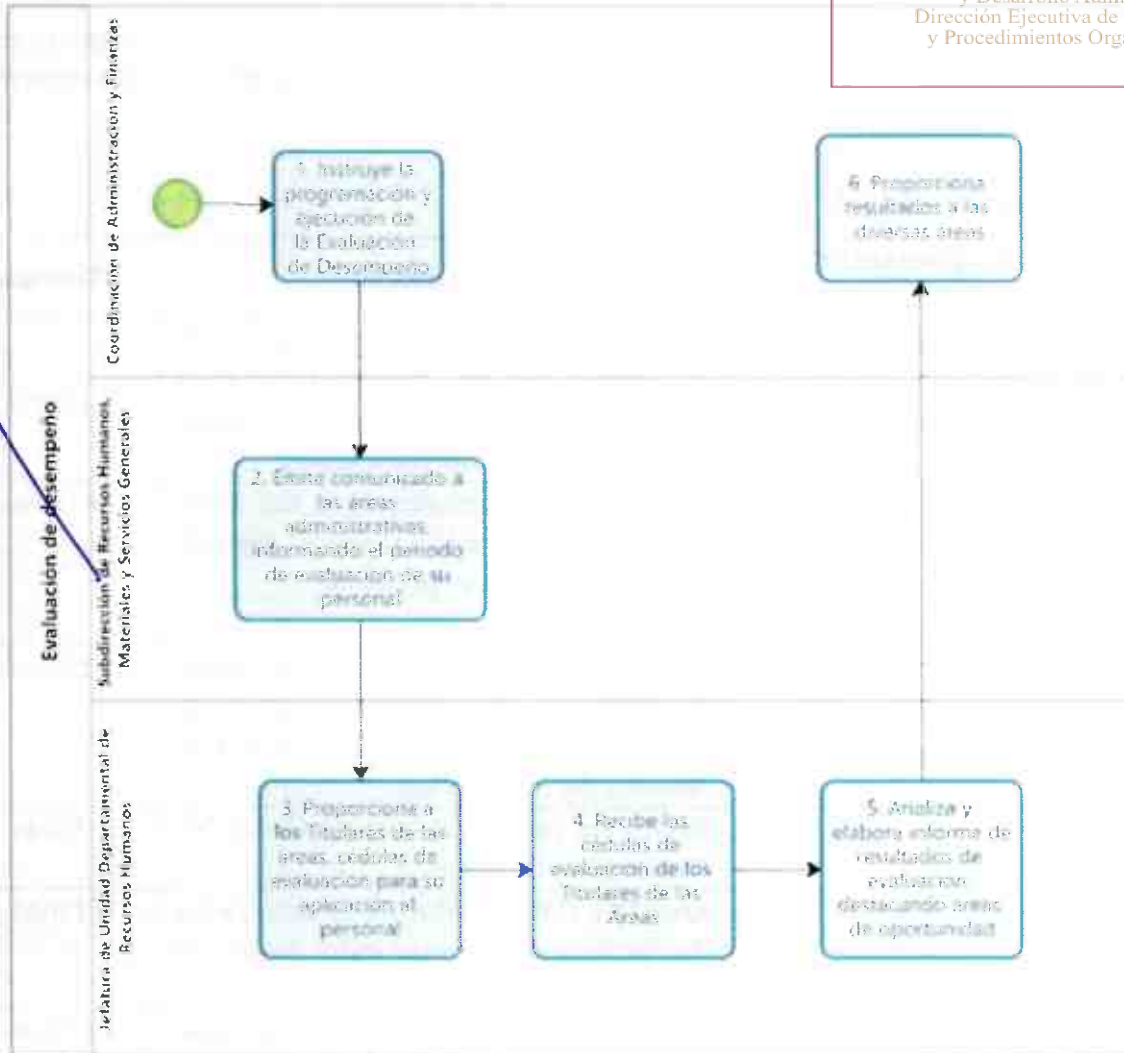 y Desarrollo
Dirección Ejecutiva de
y Procedimientos
Evaluación de desempeño
Coordinación de Administración y Finanzas
1. Instruye la
programación y
ejecución de
la Evaluación
de Desempeño
6. Proporciona
resultados a las
diversas áreas
Subdirección de Recursos Humanos,
Materiales y Servicios Generales
2. Emite comunicado a
las áreas
administrativas
informando el periodo
de evaluación de su
personal
Jefatura de Unidad Departamental de
Recursos Humanos
3. Proporciona a
los Titulares de las
áreas, cédulas de
evaluación para su
aplicación al
personal
4. Recibe las
cédulas de
evaluación de los
Titulares de las
Áreas
5. Analiza y
elabora informe de
resultados de
evaluación
destacando áreas
de oportunidad